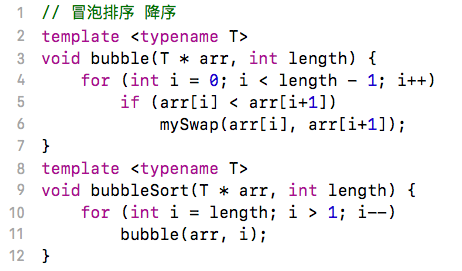 1 // 冒泡排序 降序
2 template <typename T>
3 void bubble(T * arr, int length) {
4     for (int i = 0; i < length - 1; i++)
5         if (arr[i] < arr[i+1])
6             mySwap(arr[i], arr[i+1]);
7 }
8 template <typename T>
9 void bubbleSort(T * arr, int length) {
10     for (int i = length; i > 1; i--)
11         bubble(arr, i);
12 }